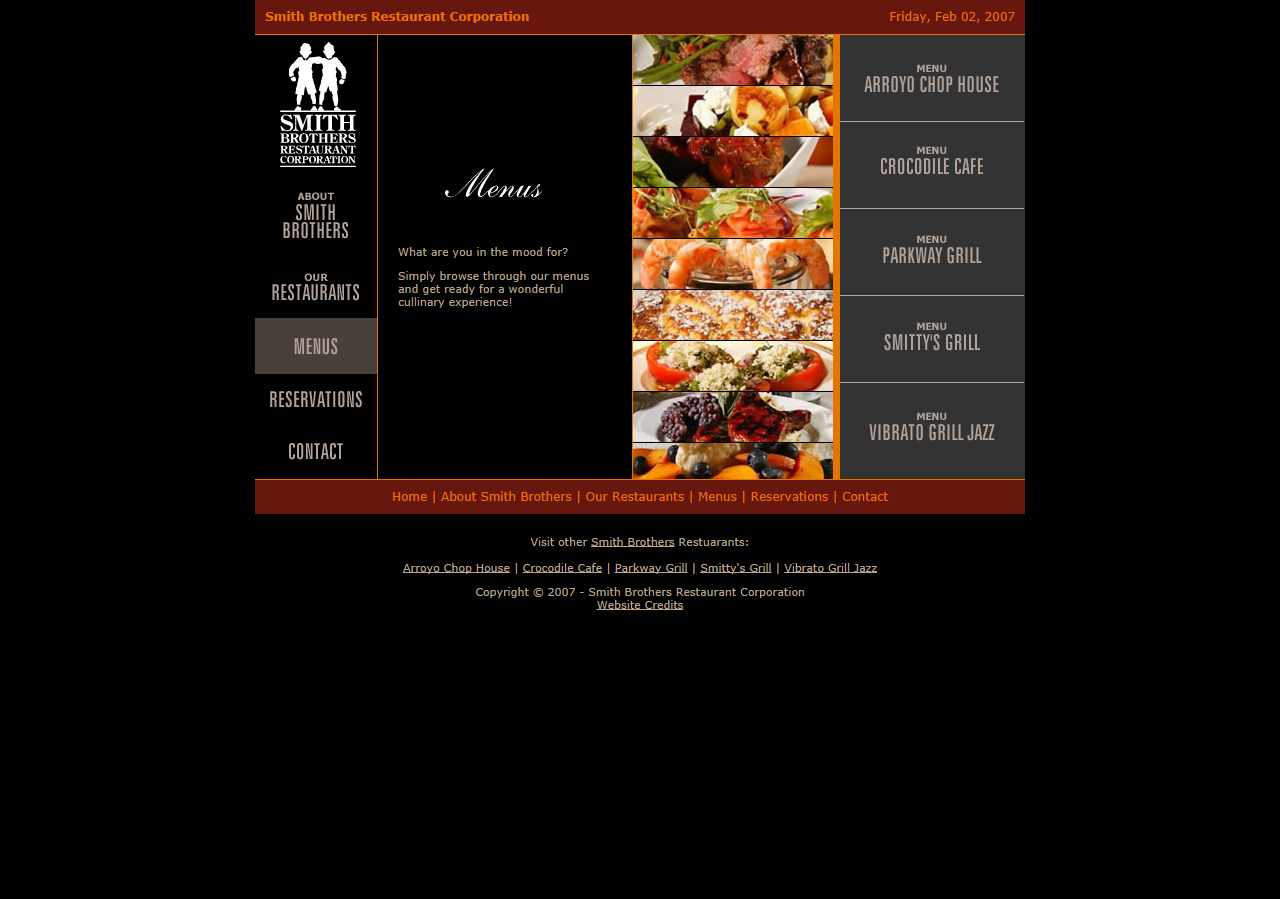 Smith Brothers Restaurant Corporation
Friday, Feb 02, 2007
SMITH
BROTHERS
RESTAURANT
CORPORATION
ABOUT
SMITH
BROTHERS
OUR
RESTAURANTS
MENUS
RESERVATIONS
CONTACT
Menus
What are you in the mood for?
Simply browse through our menus
and get ready for a wonderful
cullinary experience!
MENU
ARROYO CHOP HOUSE
MENU
CROCODILE CAFE
MENU
PARKWAY GRILL
MENU
SMITTY'S GRILL
MENU
VIBRATO GRILL JAZZ
Home | About Smith Brothers | Our Restaurants | Menus | Reservations | Contact
Visit other Smith Brothers Restuarants:
Arroyo Chop House | Crocodile Cafe | Parkway Grill | Smitty's Grill | Vibrato Grill Jazz
Copyright © 2007 - Smith Brothers Restaurant Corporation
Website Credits